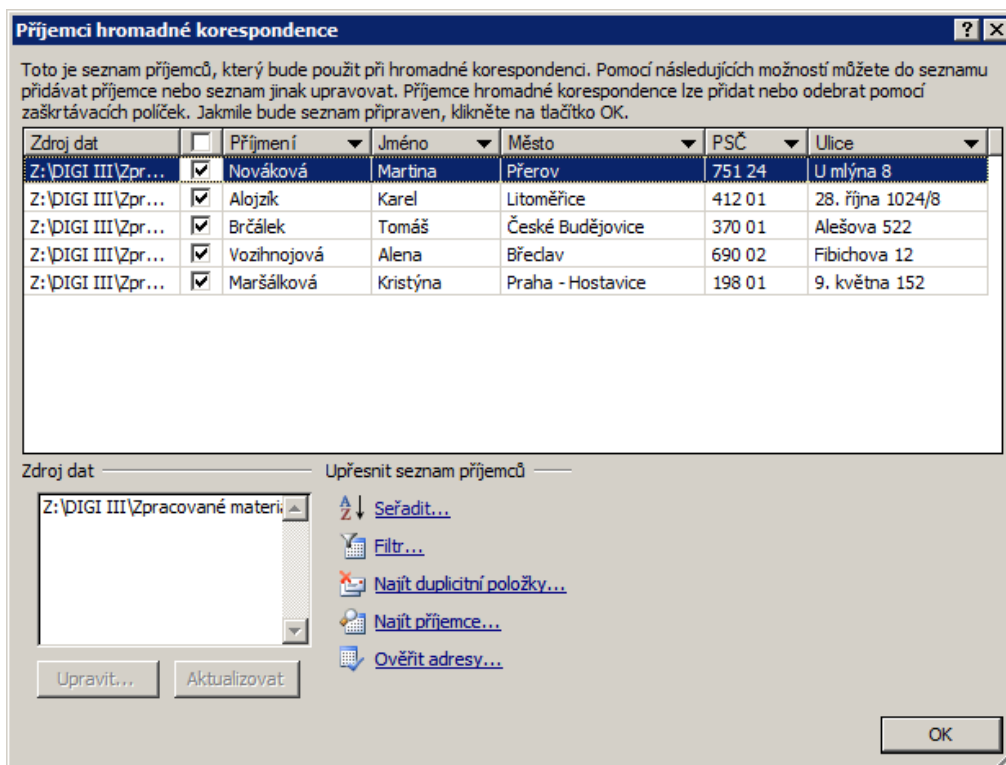 Příjemci hromadné korespondence
Toto je seznam příjemců, který bude použit při hromadné korespondenci. Pomocí následujících možností můžete do seznamu
přidávat příjemce nebo seznam jinak upravovat. Příjemce hromadné korespondence lze přidat nebo odebrat pomocí
zaškrtávacích políček. Jakmile bude seznam připraven, klikněte na tlačítko OK.
Zdroj dat Příjmení Jméno Město PSČ Ulice
Z:\DIGI III\Zpr... Nováková Martina Přerov 751 24 U mlýna 8
Z:\DIGI III\Zpr... Alojzík Karel Litoměřice 412 01 28. října 1024/8
Z:\DIGI III\Zpr... Brčálek Tomáš České Budějovice 370 01 Alešova 522
Z:\DIGI III\Zpr... Vozihnojová Alena Břeclav 690 02 Fibichova 12
Z:\DIGI III\Zpr... Maršálková Kristýna Praha - Hostavice 198 01 9. května 152
Zdroj dat
Z:\DIGI III\Zpracované materi
Upravit... Aktualizovat
Upřesnit seznam příjemců
Seřadit...
Filtr...
Najít duplicitní položky...
Najít příjemce...
Ověřit adresy...
OK